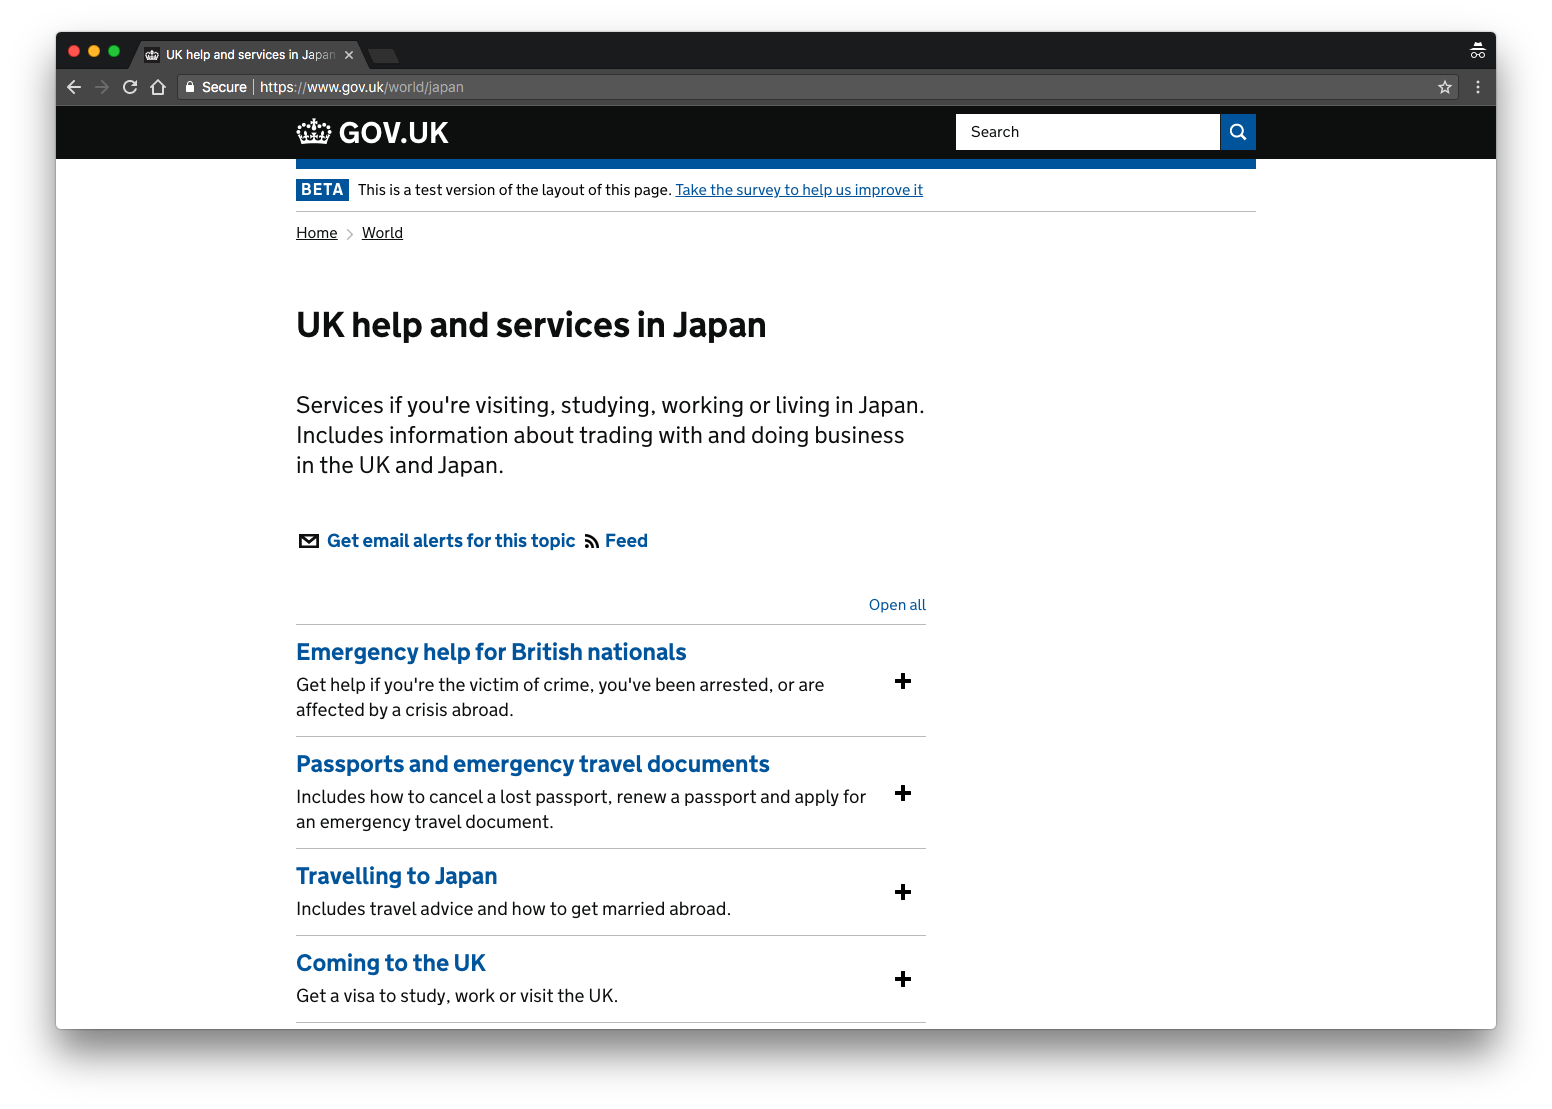 UK help and services in Japan
Secure https://www.gov.uk/world/japan
GOV.UK
Search
BETA This is a test version of the layout of this page. Take the survey to help us improve it
Home World
UK help and services in Japan
Services if you're visiting, studying, working or living in Japan.
Includes information about trading with and doing business
in the UK and Japan.
Get email alerts for this topic Feed
Open all
Emergency help for British nationals
Get help if you're the victim of crime, you've been arrested, or are
affected by a crisis abroad.
Passports and emergency travel documents
Includes how to cancel a lost passport, renew a passport and apply for
an emergency travel document.
Travelling to Japan
Includes travel advice and how to get married abroad.
Coming to the UK
Get a visa to study, work or visit the UK.